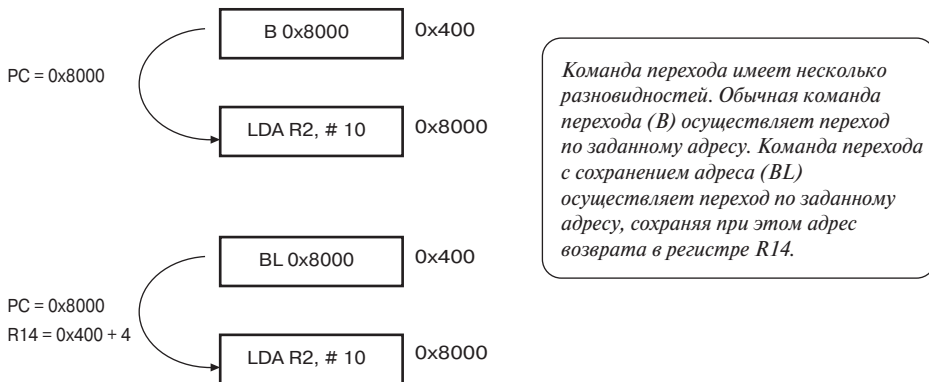 B 0x8000
0x400
PC = 0x8000
LDA R2, # 10
0x8000
BL 0x8000
0x400
PC = 0x8000
R14 = 0x400 + 4
LDA R2, # 10
0x8000
Команда перехода имеет несколько
разновидностей. Обычная команда
перехода (B) осуществляет переход
по заданному адресу. Команда перехода
с сохранением адреса (BL)
осуществляет переход по заданному
адресу, сохраняя при этом адрес
возврата в регистре R14.